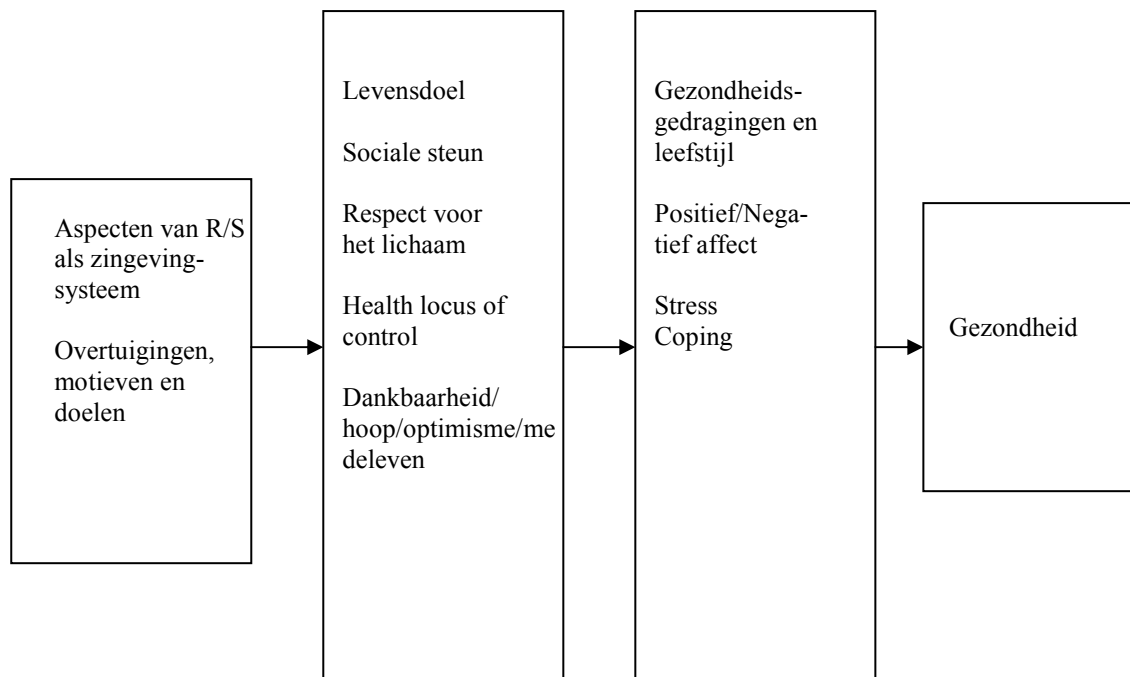 Aspecten van R/S
als zingeving-
systeem
Overtuigingen,
motieven en
doelen
Levensdoel
Sociale steun
Respect voor
het lichaam
Health locus of
control
Dankbaarheid/
hoop/optimisme/me
deleven
Gezondheids-
gedragingen en
leefstijl
Positief/Nega-
tief affect
Stress
Coping
Gezondheid